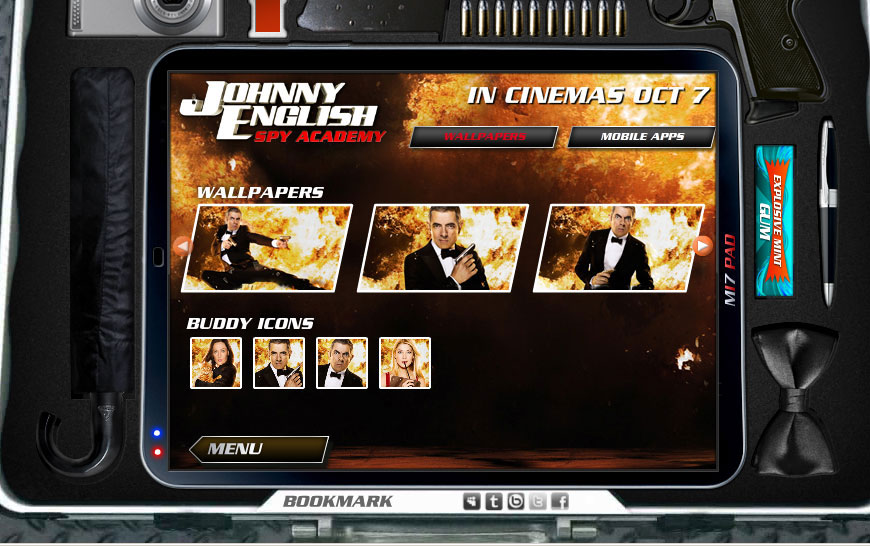 JOHNNY
ENGLISH
SPY ACADEMY
IN CINEMAS OCT 7
WALLPAPERS
MOBILE APPS
WALLPAPERS
BUDDY ICONS
MENU
MI7 PAD
EXPLOSIVE MINT
GUM
BOOKMARK